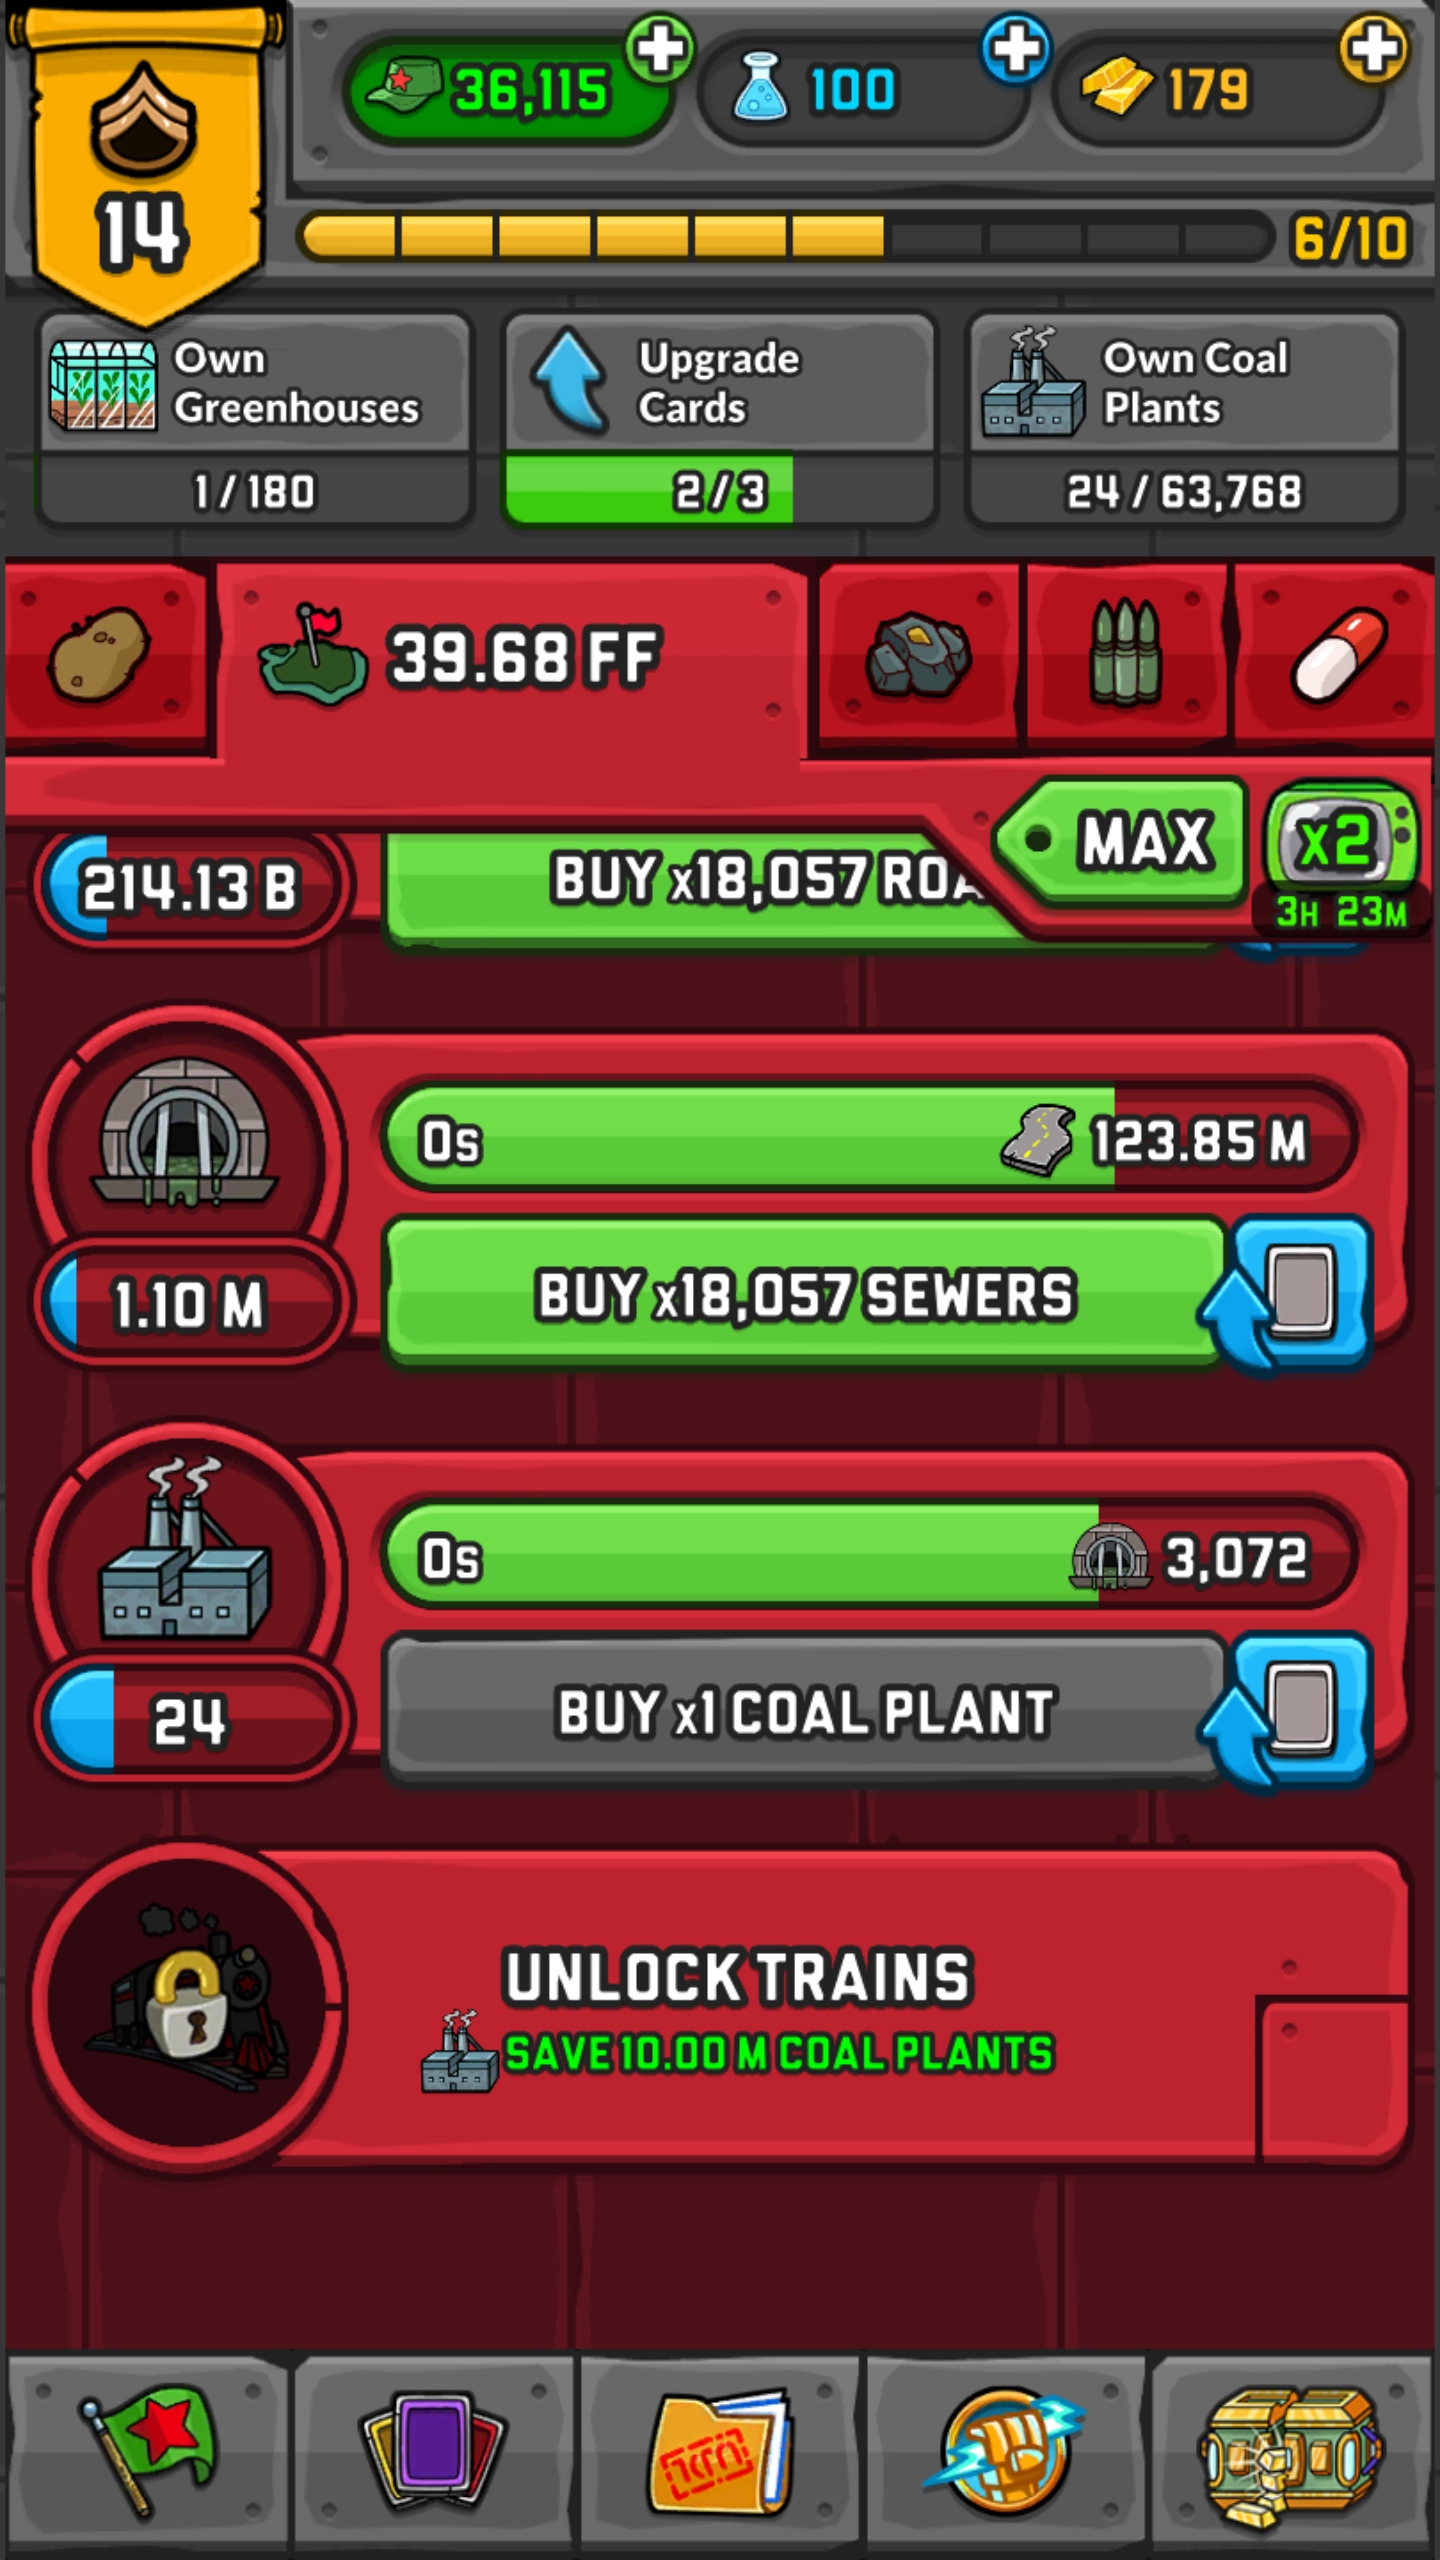 36,115
100
179
14
6/10
Own
Greenhouses
1/180
Upgrade
Cards
2/3
Own Coal
Plants
24/63,768
39.68 FF
MAX
x2
3H 23M
214.13 B
BUY x18,057 ROA
0s
123.85 M
1.10 M
BUY x18,057 SEWERS
0s
3,072
24
BUY x1 COAL PLANT
UNLOCK TRAINS
SAVE 10.00 M COAL PLANTS